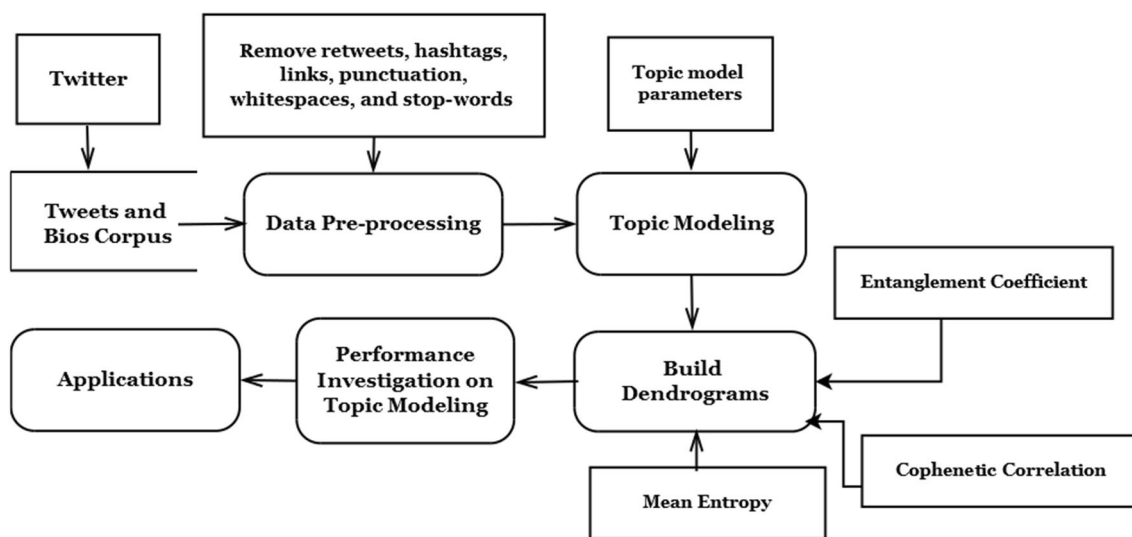 Twitter
Remove retweets, hashtags,
links, punctuation,
whitespaces, and stop-words
Topic model
parameters
Tweets and
Bios Corpus
Data Pre-processing
Topic Modeling
Entanglement Coefficient
Applications
Performance
Investigation on
Topic Modeling
Build
Dendrograms
Cophenetic Correlation
Mean Entropy